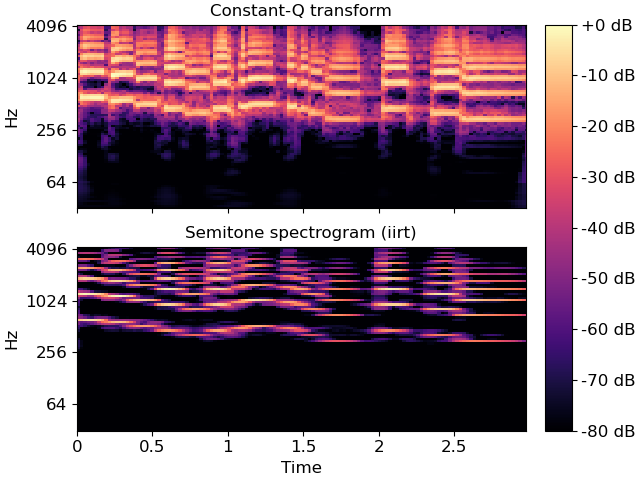 Constant-Q transform
4096
1024
256
64
Hz
Semitone spectrogram (iirt)
4096
1024
256
64
Hz
0 0.5 1 1.5 2 2.5
Time
+0 dB
-10 dB
-20 dB
-30 dB
-40 dB
-50 dB
-60 dB
-70 dB
-80 dB